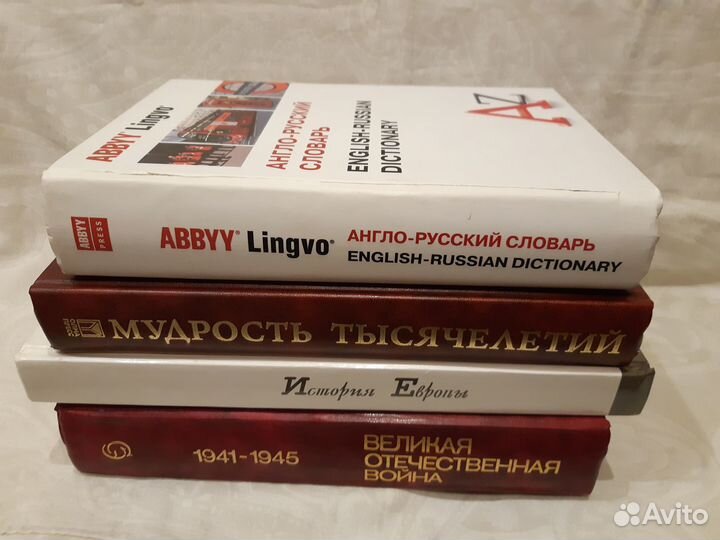 ABBYY Lingvo®
АНГЛО-РУССКИЙ
СЛОВАРЬ
ENGLISH-RUSSIAN
DICTIONARY
AZ
ABBYY
PRESS
ABBYY® Lingvo®
АНГЛО-РУССКИЙ СЛОВАРЬ
ENGLISH-RUSSIAN DICTIONARY
МУДРОСТЬ ТЫСЯЧЕЛЕТИЙ
История Европы
1941-1945
ВЕЛИКАЯ
ОТЕЧЕСТВЕННАЯ
ВОЙНА
Avito